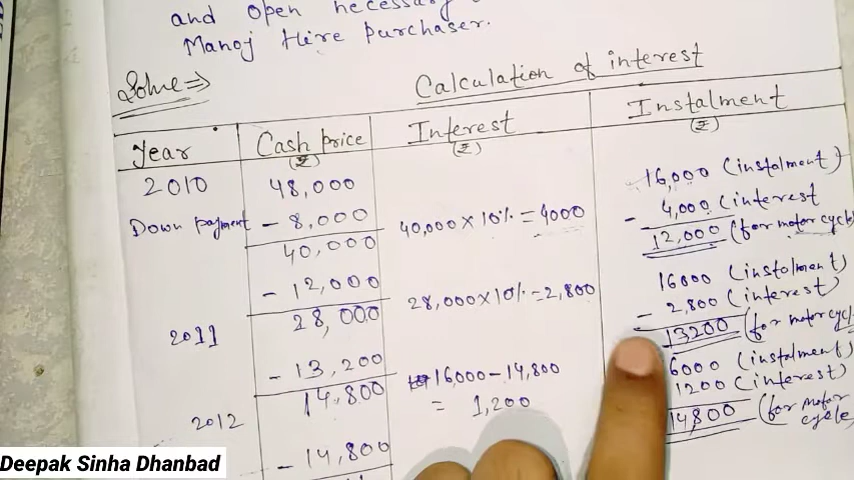 and open necessary
Manoj Hire purchaser.
Solve⇒
Calculation of interest
Year Cash price (₹) Interest (₹) Instalment (₹)
2010 48,000 16,000 (instalment)
Down payment - 8,000 40,000 × 10% = 4000 - 4,000 (interest
40,000 12,000 (for motor cycle
- 12,000 28,000 × 10% = 2,800 16000 (instalment)
2011 28,000 - 2,800 (interest)
13200 (for motor cycl
- 13,200 16,000 - 14,800 6000 (instalment)
14,800 = 1,200 1200 (interest)
2012 14800 (for motor cycle)
- 14,800
Deepak Sinha Dhanbad